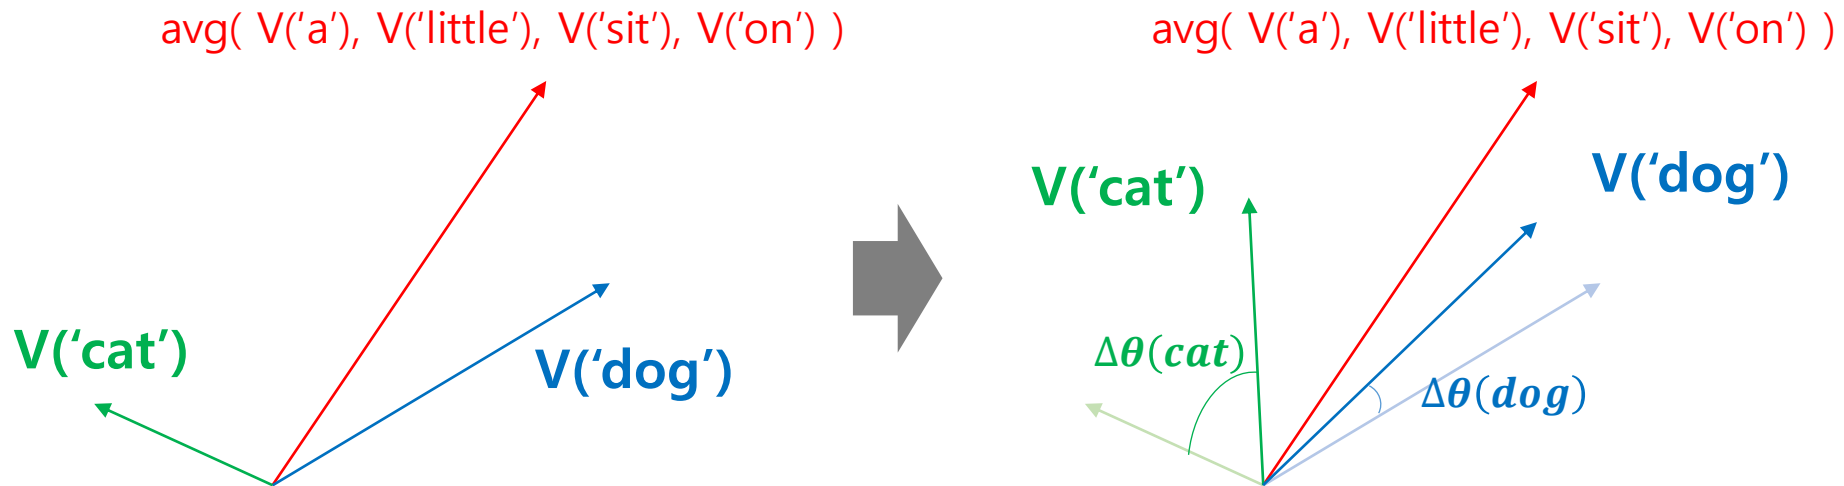 avg( V(‘a’), V(‘little’), V(‘sit’), V(‘on’) )
V(‘cat’)
V(‘dog’)
avg( V(‘a’), V(‘little’), V(‘sit’), V(‘on’) )
V(‘dog’)
V(‘cat’)
Δθ(cat)
Δθ(dog)